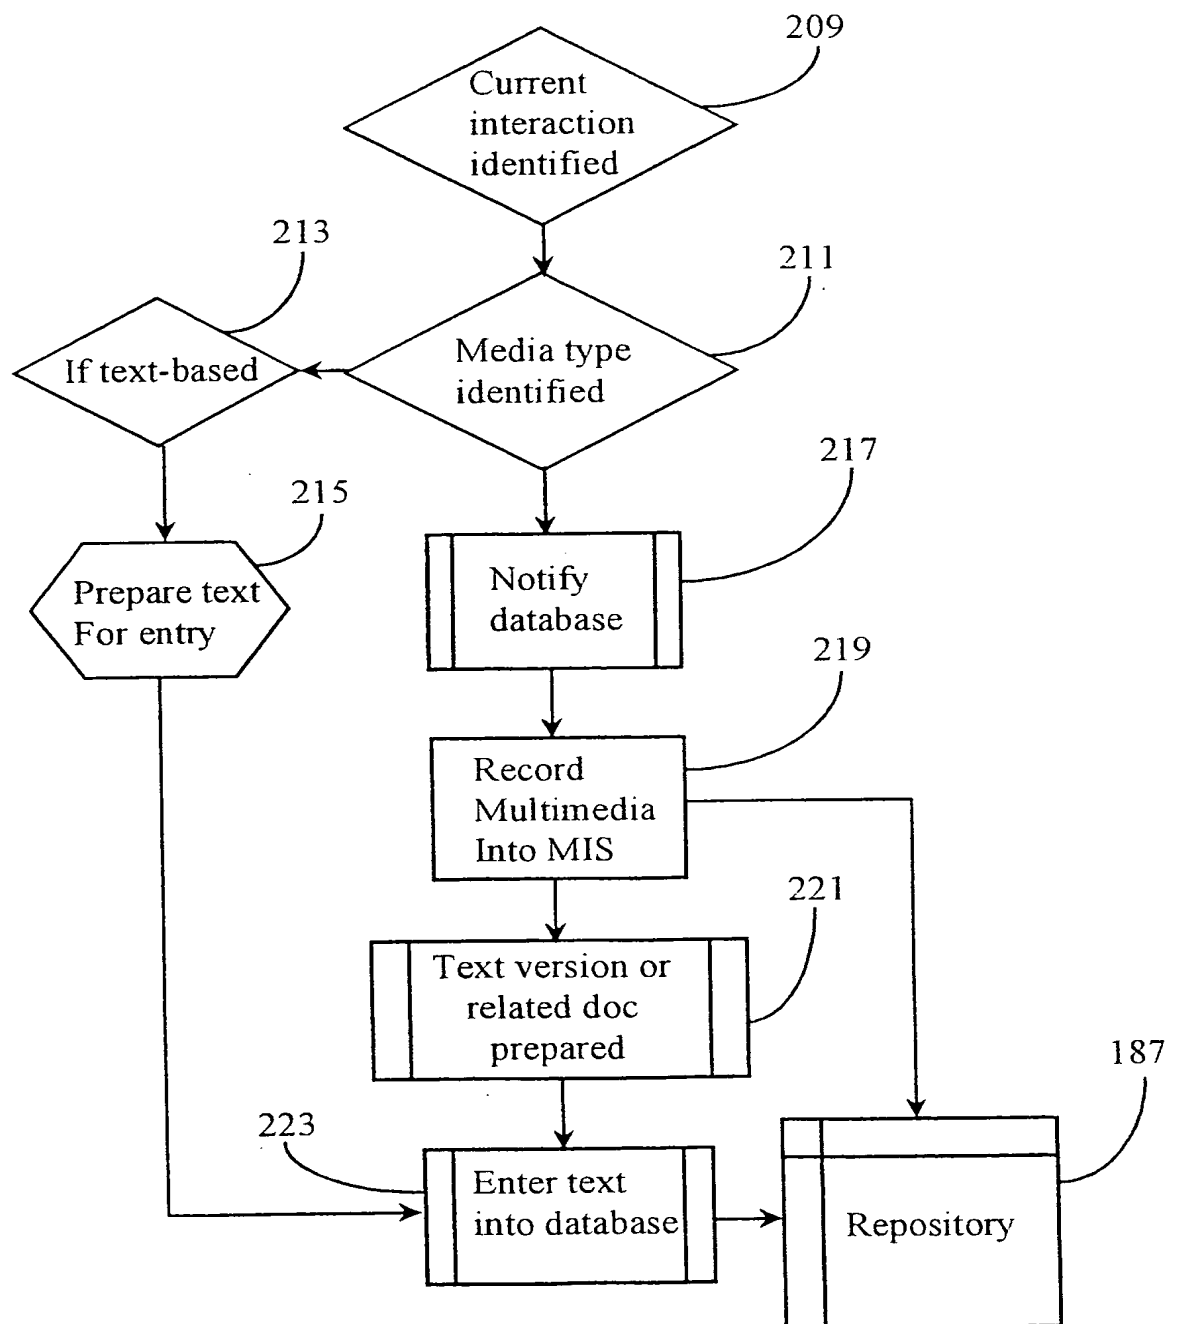 209
Current
interaction
identified
213
211
If text-based
Media type
identified
217
215
Notify
database
Prepare text
For entry
219
Record
Multimedia
Into MIS
221
Text version or
related doc
prepared
187
223
Enter text
into database
Repository